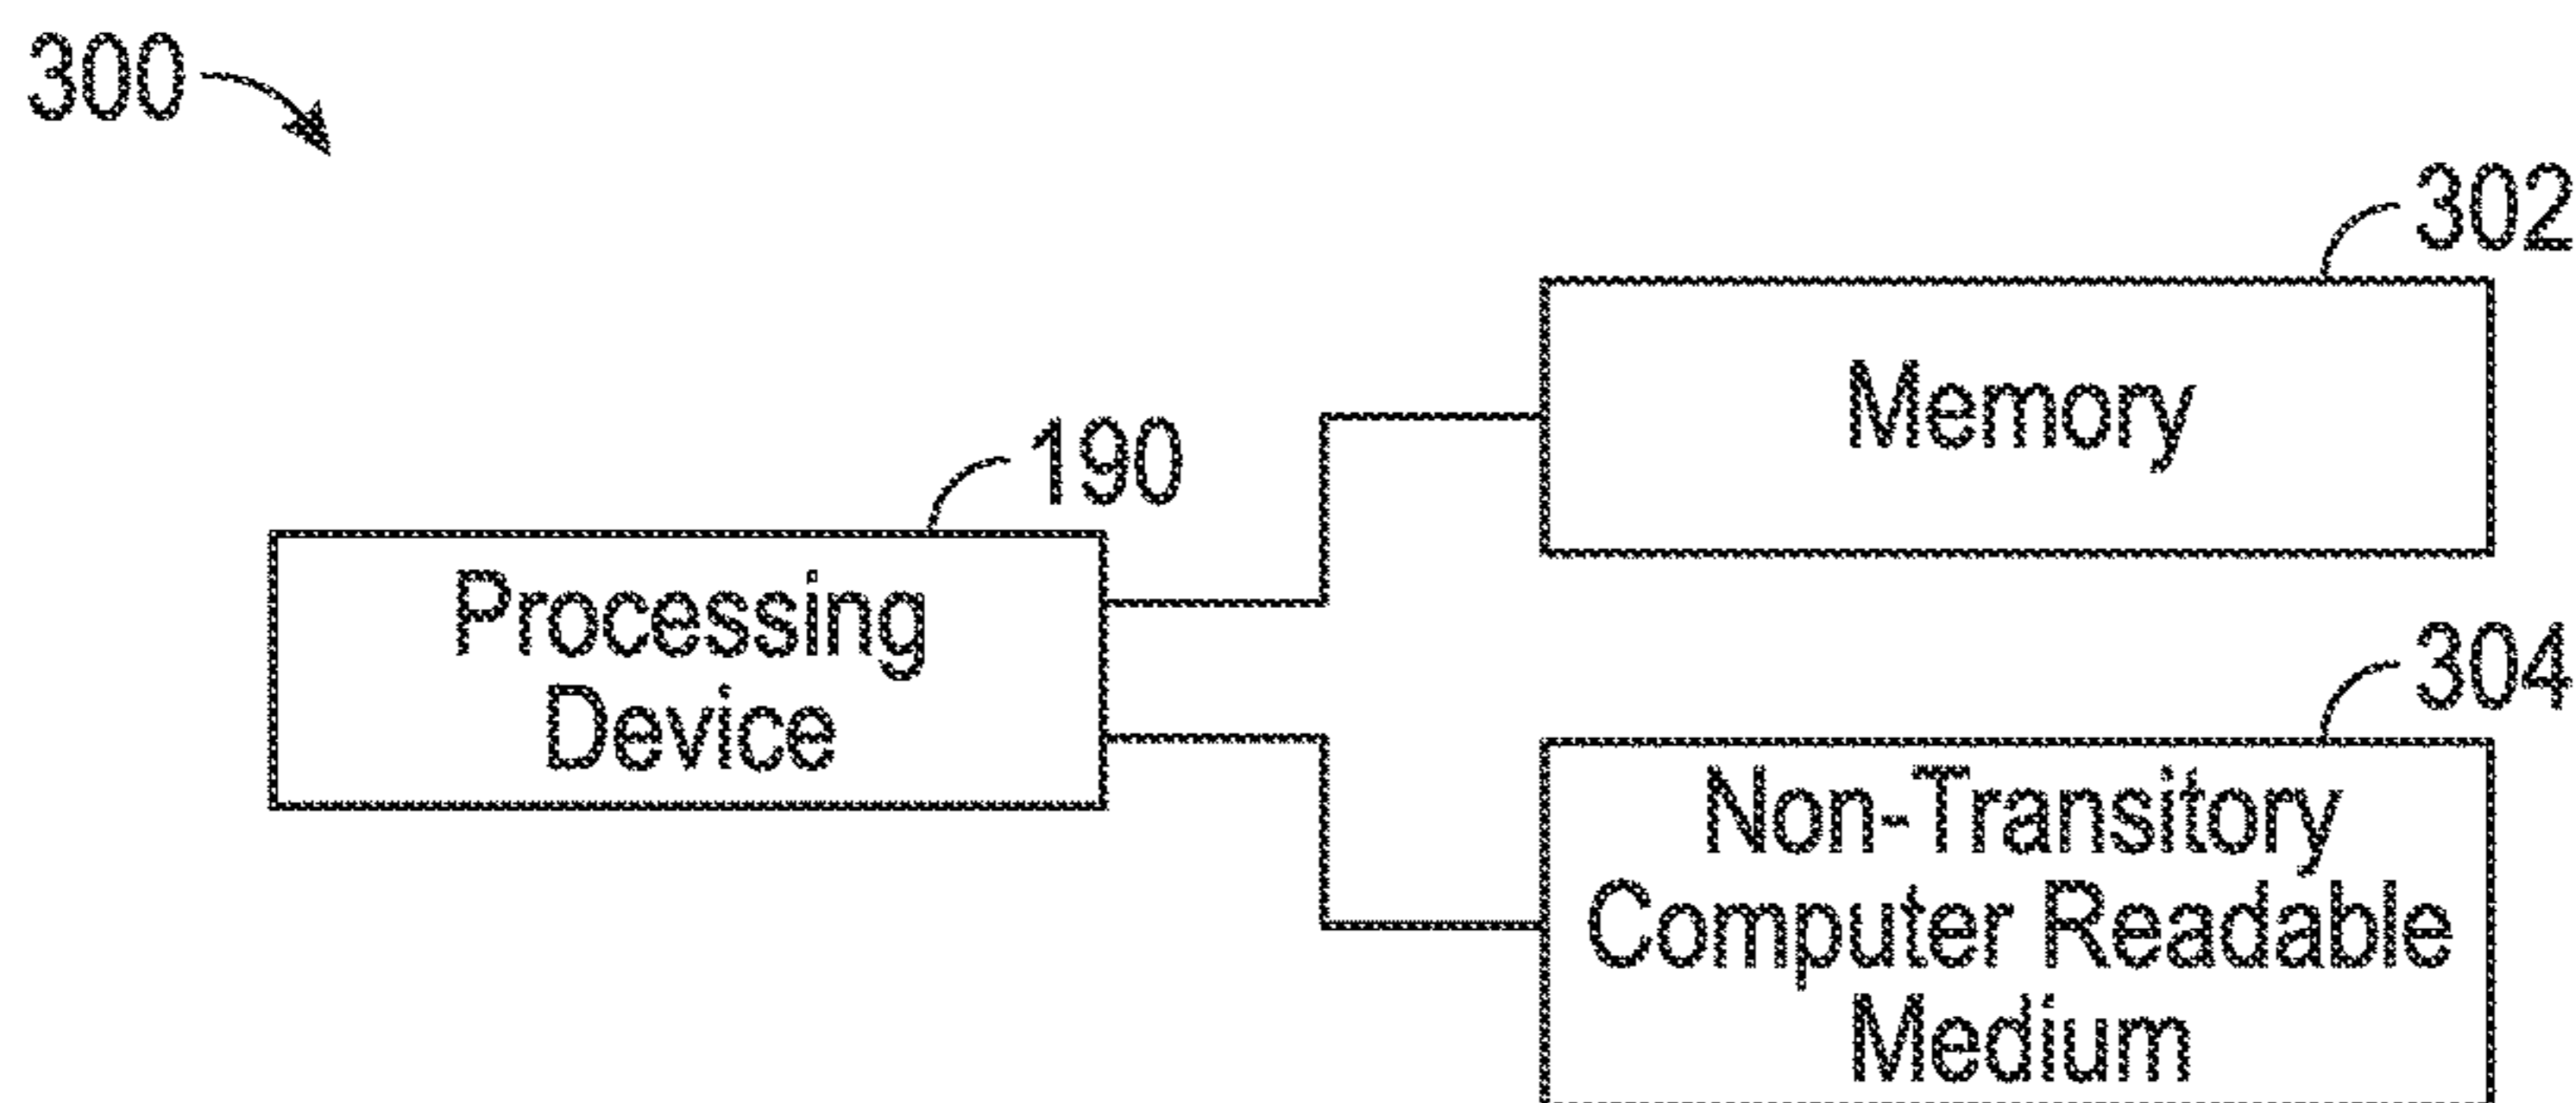 300
302
Memory
190
Processing
Device
304
Non-Transitory
Computer Readable
Medium